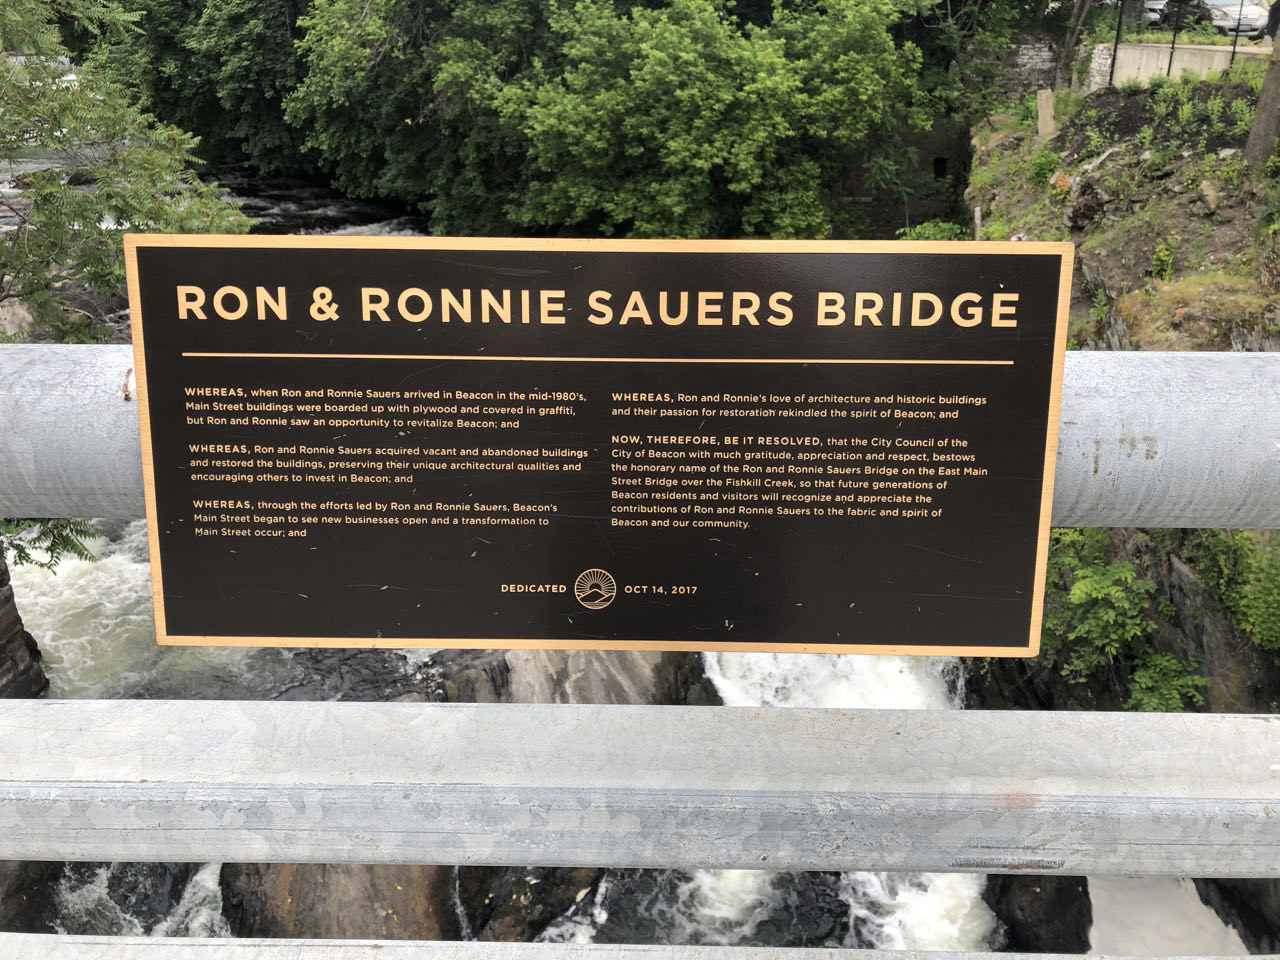 RON & RONNIE SAUERS BRIDGE
WHEREAS, when Ron and Ronnie Sauers arrived in Beacon in the mid-1980's,
Main Street buildings were boarded up with plywood and covered in graffiti,
but Ron and Ronnie saw an opportunity to revitalize Beacon; and
WHEREAS, Ron and Ronnie Sauers acquired vacant and abandoned buildings
and restored the buildings, preserving their unique architectural qualities and
encouraging others to invest in Beacon; and
WHEREAS, through the efforts led by Ron and Ronnie Sauers, Beacon's
Main Street began to see new businesses open and a transformation to
Main Street occur; and
WHEREAS, Ron and Ronnie's love of architecture and historic buildings
and their passion for restoration rekindled the spirit of Beacon; and
NOW, THEREFORE, BE IT RESOLVED, that the City Council of the
City of Beacon with much gratitude, appreciation and respect, bestows
the honorary name of the Ron and Ronnie Sauers Bridge on the East Main
Street Bridge over the Fishkill Creek, so that future generations of
Beacon residents and visitors will recognize and appreciate the
contributions of Ron and Ronnie Sauers to the fabric and spirit of
Beacon and our community.
DEDICATED OCT 14, 2017